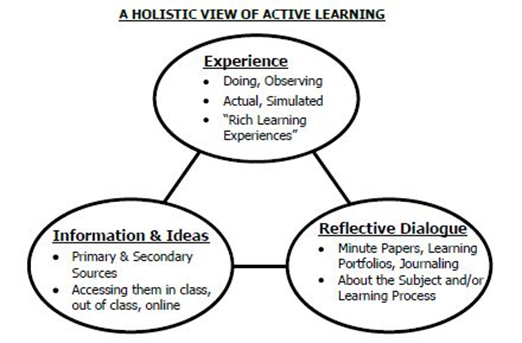 A HOLISTIC VIEW OF ACTIVE LEARNING
Experience
• Doing, Observing
• Actual, Simulated
• “Rich Learning
Experiences”
Information & Ideas
• Primary & Secondary
Sources
• Accessing them in class,
out of class, online
Reflective Dialogue
• Minute Papers, Learning
Portfolios, Journaling
• About the Subject and/or
Learning Process